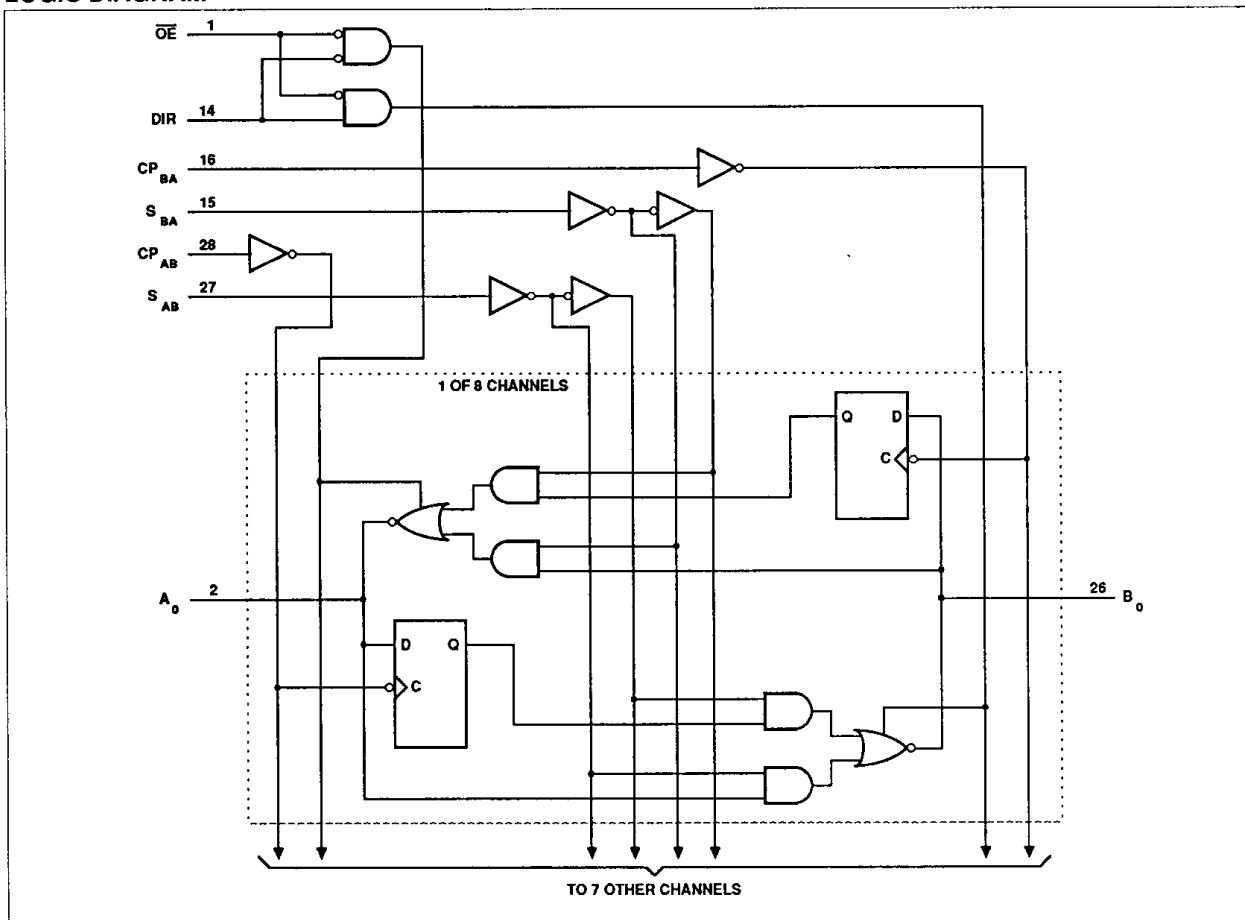 OE 1
DIR 14
CP BA 16
S BA 15
CP AB 28
S AB 27
1 OF 8 CHANNELS
Q D
C
A 0 2
26 B 0
D Q
C
TO 7 OTHER CHANNELS